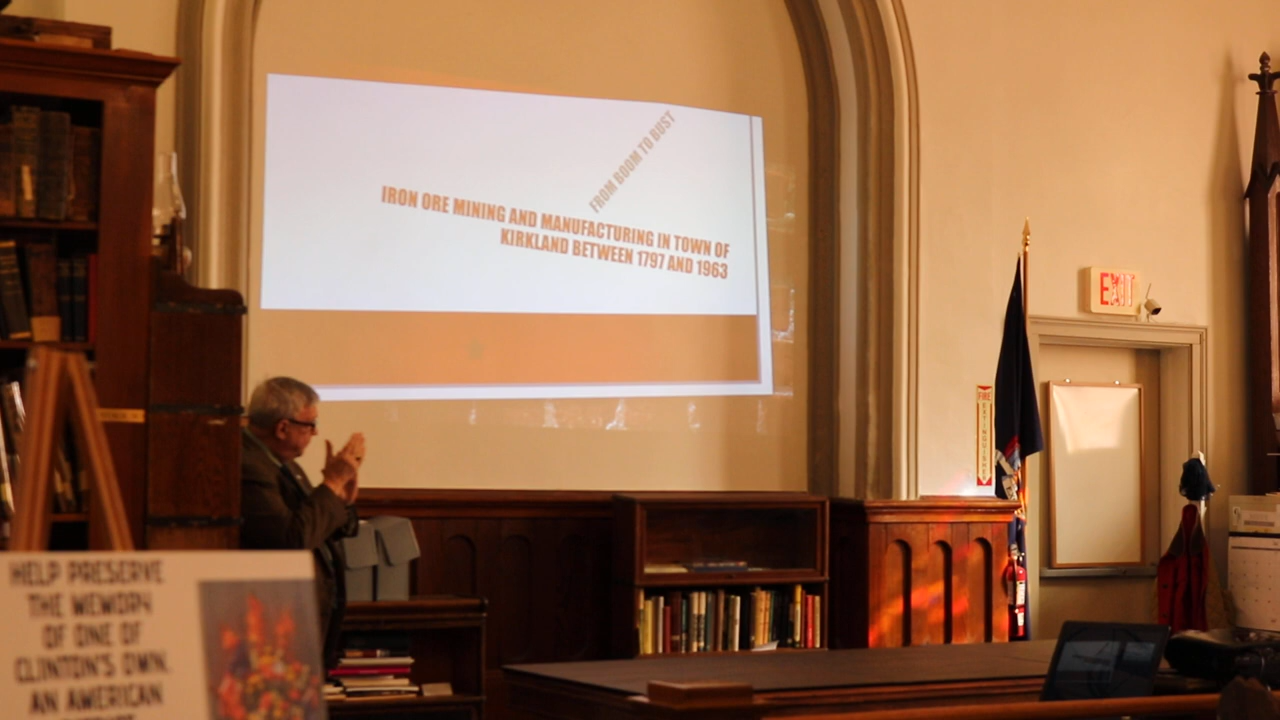 FROM BOOM TO BUST
IRON ORE MINING AND MANUFACTURING IN TOWN OF
KIRKLAND BETWEEN 1797 AND 1963
EXIT
FIRE
EXTINGUISHER
HELP PRESERVE
THE MEMORY
OF ONE OF
CLINTON'S OWN.
AN AMERICAN